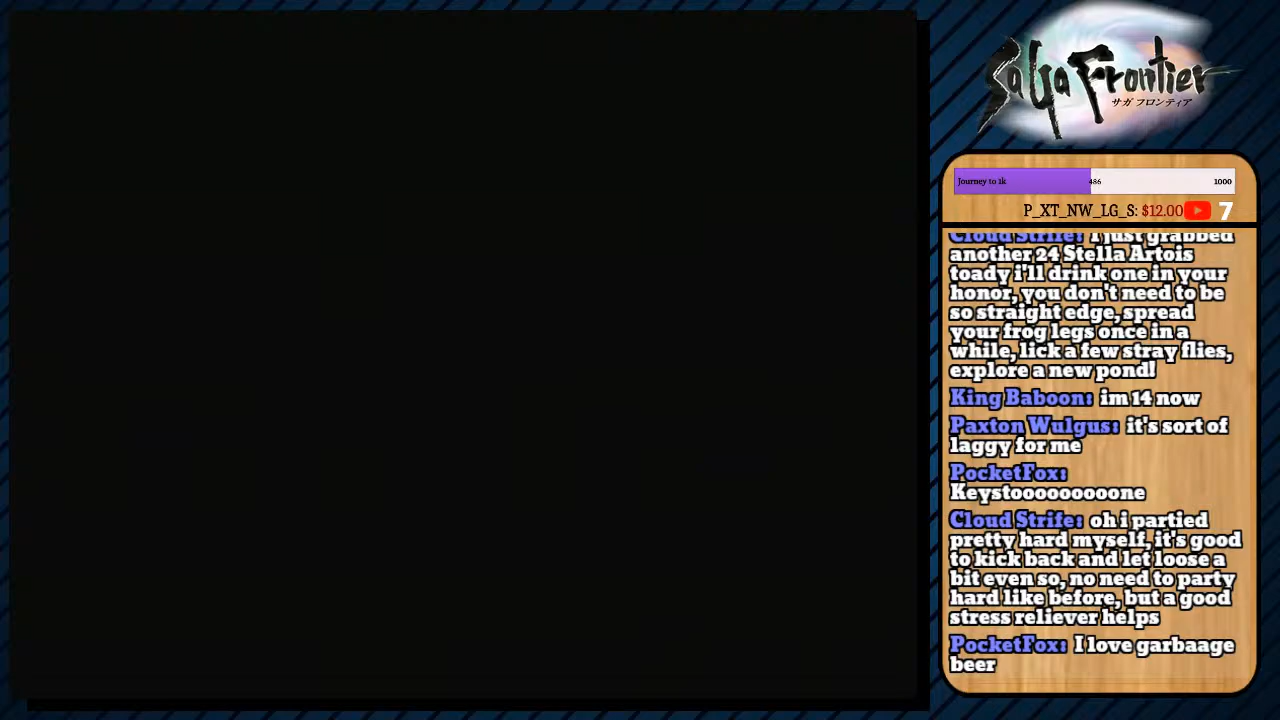 SaGa Frontier
サガ フロンティア
Journey to 1k 486 1000
P_XT_NW_LG_S: $12.00 7
Cloud Strife: I just grabbed
another 24 Stella Artois
toady i'll drink one in your
honor, you don't need to be
so straight edge, spread
your frog legs once in a
while, lick a few stray flies,
explore a new pond!
King Baboon: im 14 now
Paxton Wulgus: it's sort of
laggy for me
PocketFox:
Keystooooooooone
Cloud Strife: oh i partied
pretty hard myself, it's good
to kick back and let loose a
bit even so, no need to party
hard like before, but a good
stress reliever helps
PocketFox: I love garbaage
beer